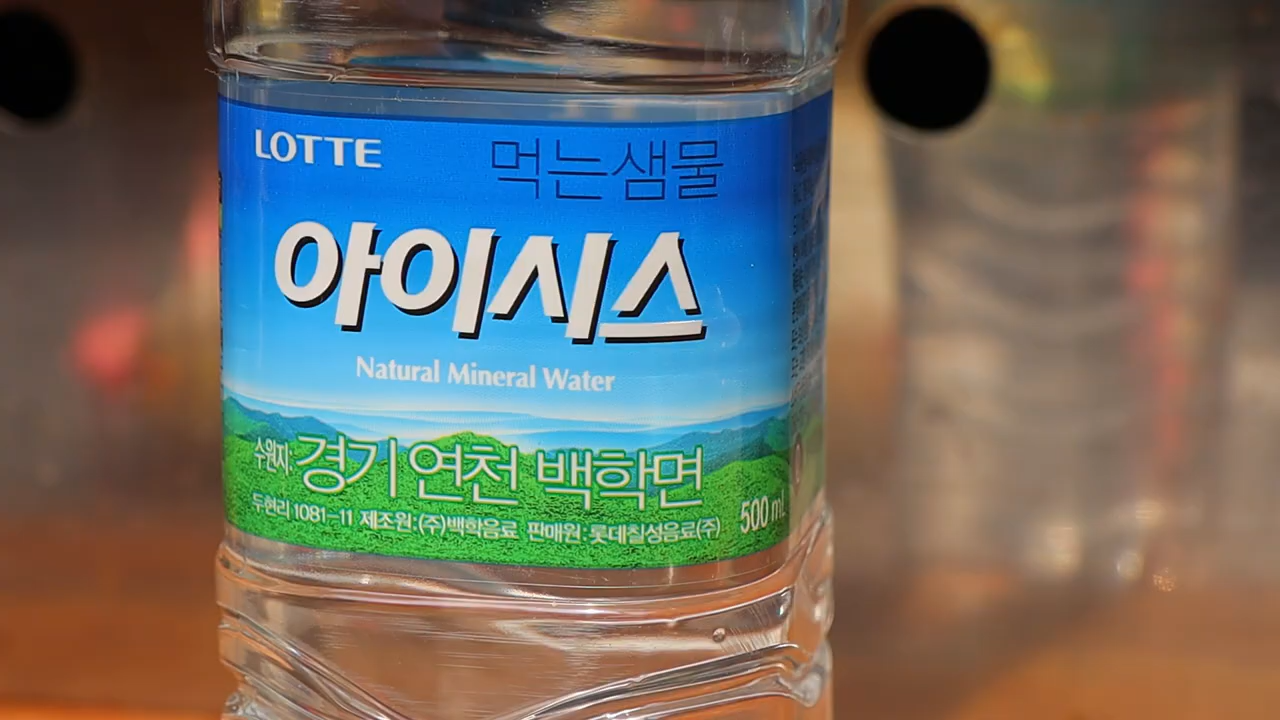 LOTTE 먹는샘물
아이시스
Natural Mineral Water
수원지: 경기 연천 백학면
두현리 1081-11 제조원:(주)백학음료 판매원:롯데칠성음료(주) 500 ml